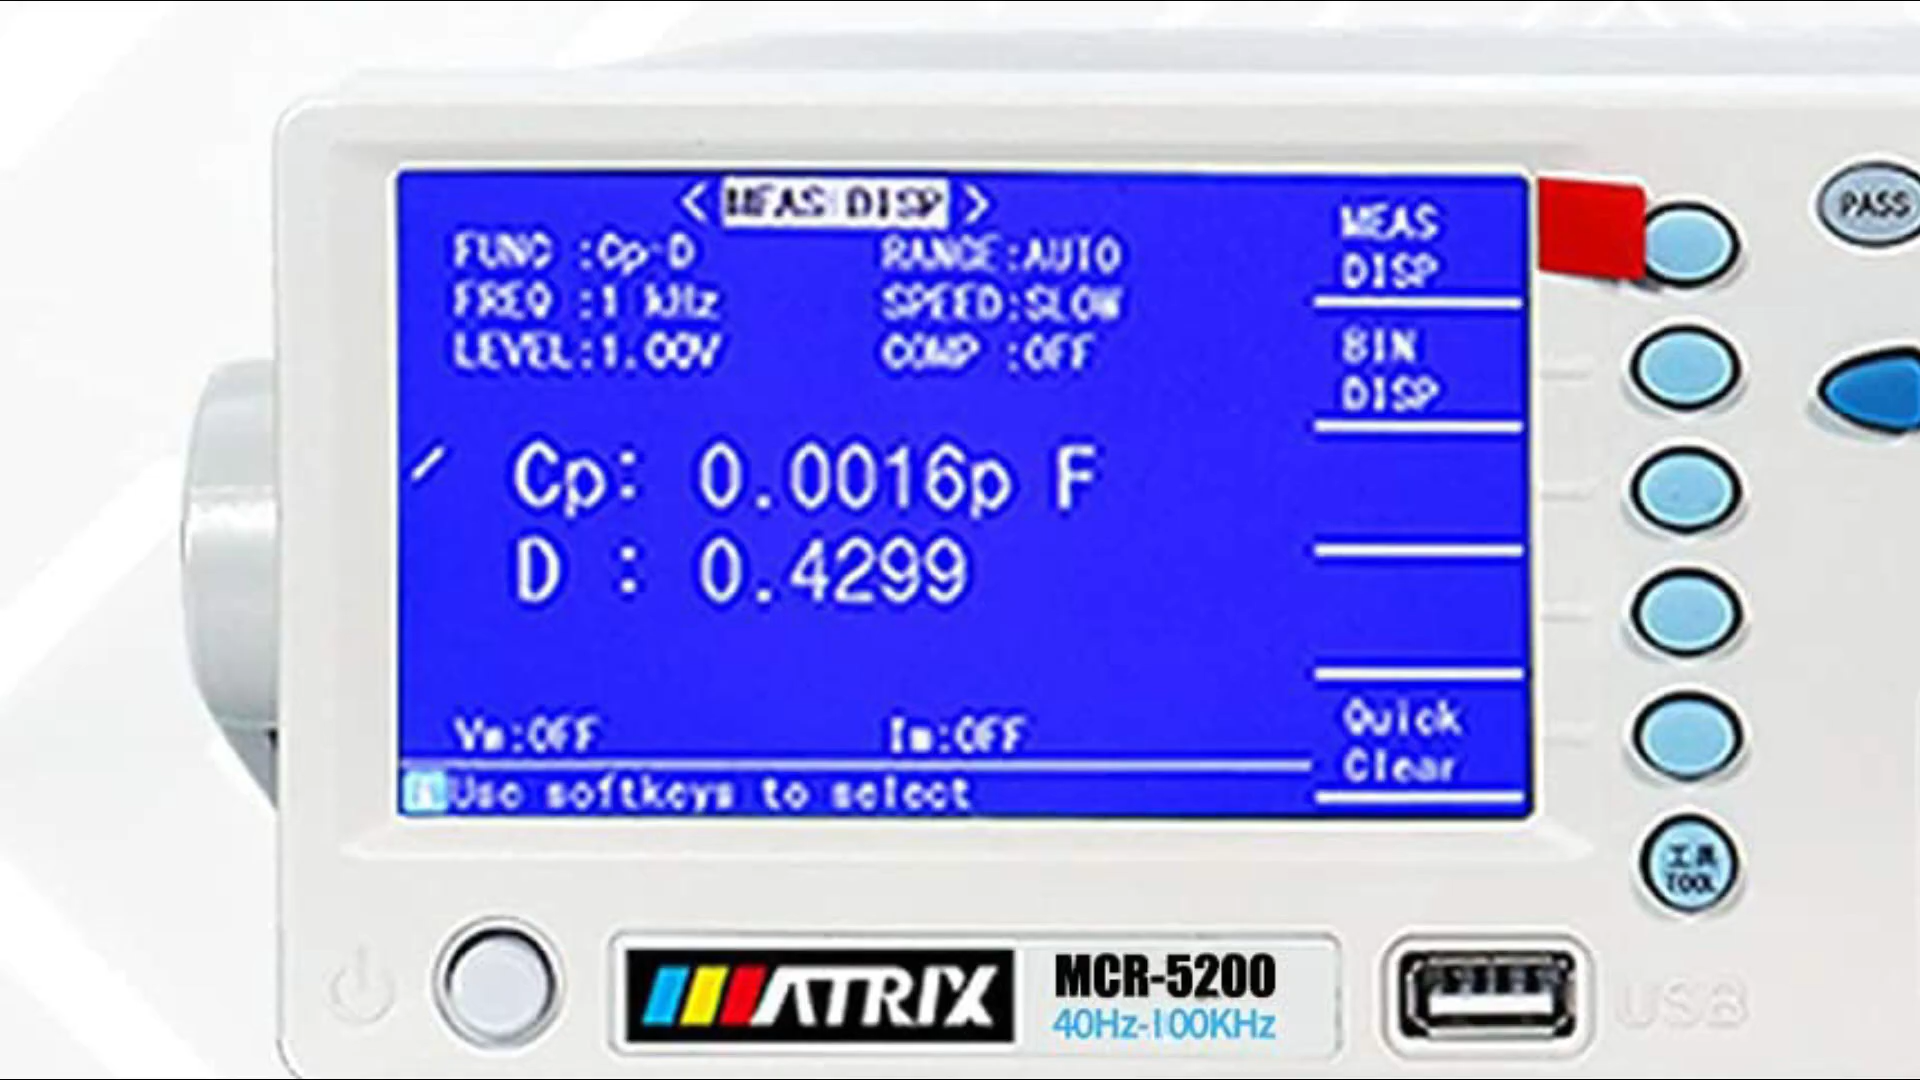 < MEAS DISP >
FUNC :Cp-D RANGE:AUTO
FREQ :1 kHz SPEED:SLOW
LEVEL:1.00V COMP :OFF
Cp: 0.0016p F
D : 0.4299
Vm:OFF Im:OFF
Use softkeys to select
MEAS
DISP
BIN
DISP
Quick
Clear
PASS
工具
TOOL
MATRIX
MCR-5200
40Hz-100KHz
USB